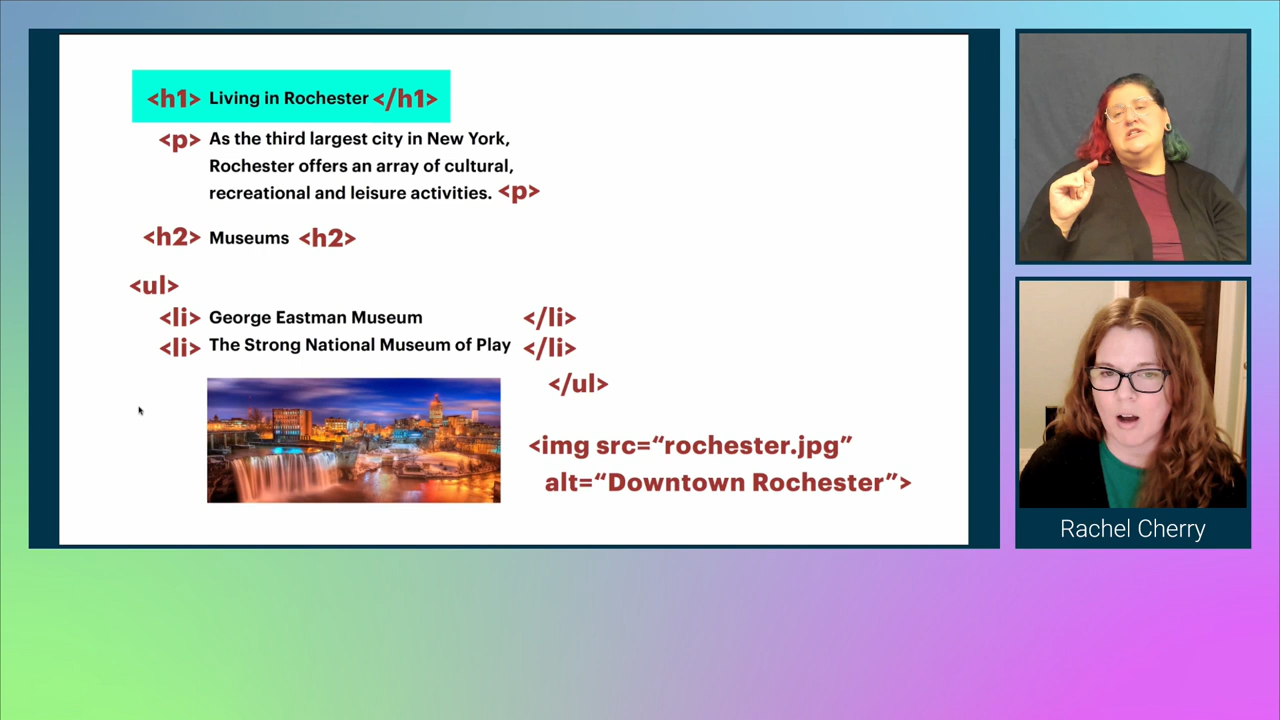 <h1> Living in Rochester </h1>
<p> As the third largest city in New York,
Rochester offers an array of cultural,
recreational and leisure activities. <p>
<h2> Museums <h2>
<ul>
<li> George Eastman Museum </li>
<li> The Strong National Museum of Play </li>
</ul>
<img src=“rochester.jpg”
alt=“Downtown Rochester”>
Rachel Cherry